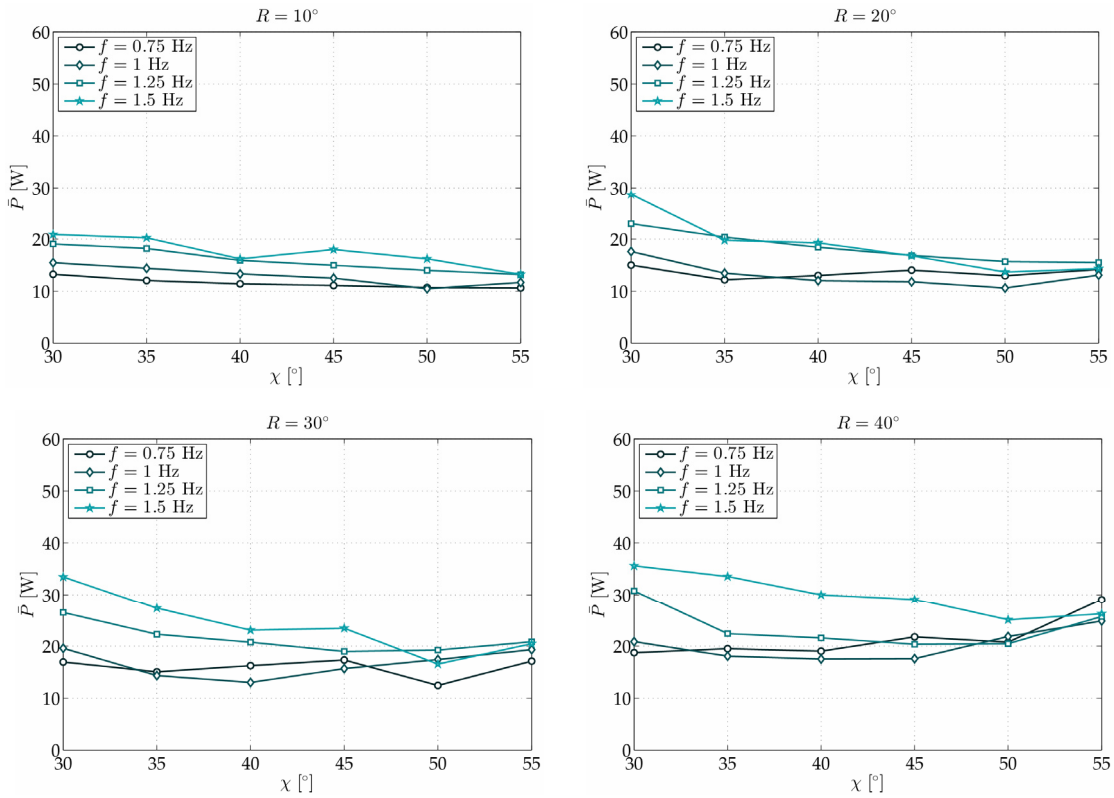 R = 10°
60
50
40
30
20
10
0
P̄ [W]
f = 0.75 Hz
f = 1 Hz
f = 1.25 Hz
f = 1.5 Hz
30 35 40 45 50 55
χ [°]
R = 20°
60
50
40
30
20
10
0
P̄ [W]
f = 0.75 Hz
f = 1 Hz
f = 1.25 Hz
f = 1.5 Hz
30 35 40 45 50 55
χ [°]
R = 30°
60
50
40
30
20
10
0
P̄ [W]
f = 0.75 Hz
f = 1 Hz
f = 1.25 Hz
f = 1.5 Hz
30 35 40 45 50 55
χ [°]
R = 40°
60
50
40
30
20
10
0
P̄ [W]
f = 0.75 Hz
f = 1 Hz
f = 1.25 Hz
f = 1.5 Hz
30 35 40 45 50 55
χ [°]